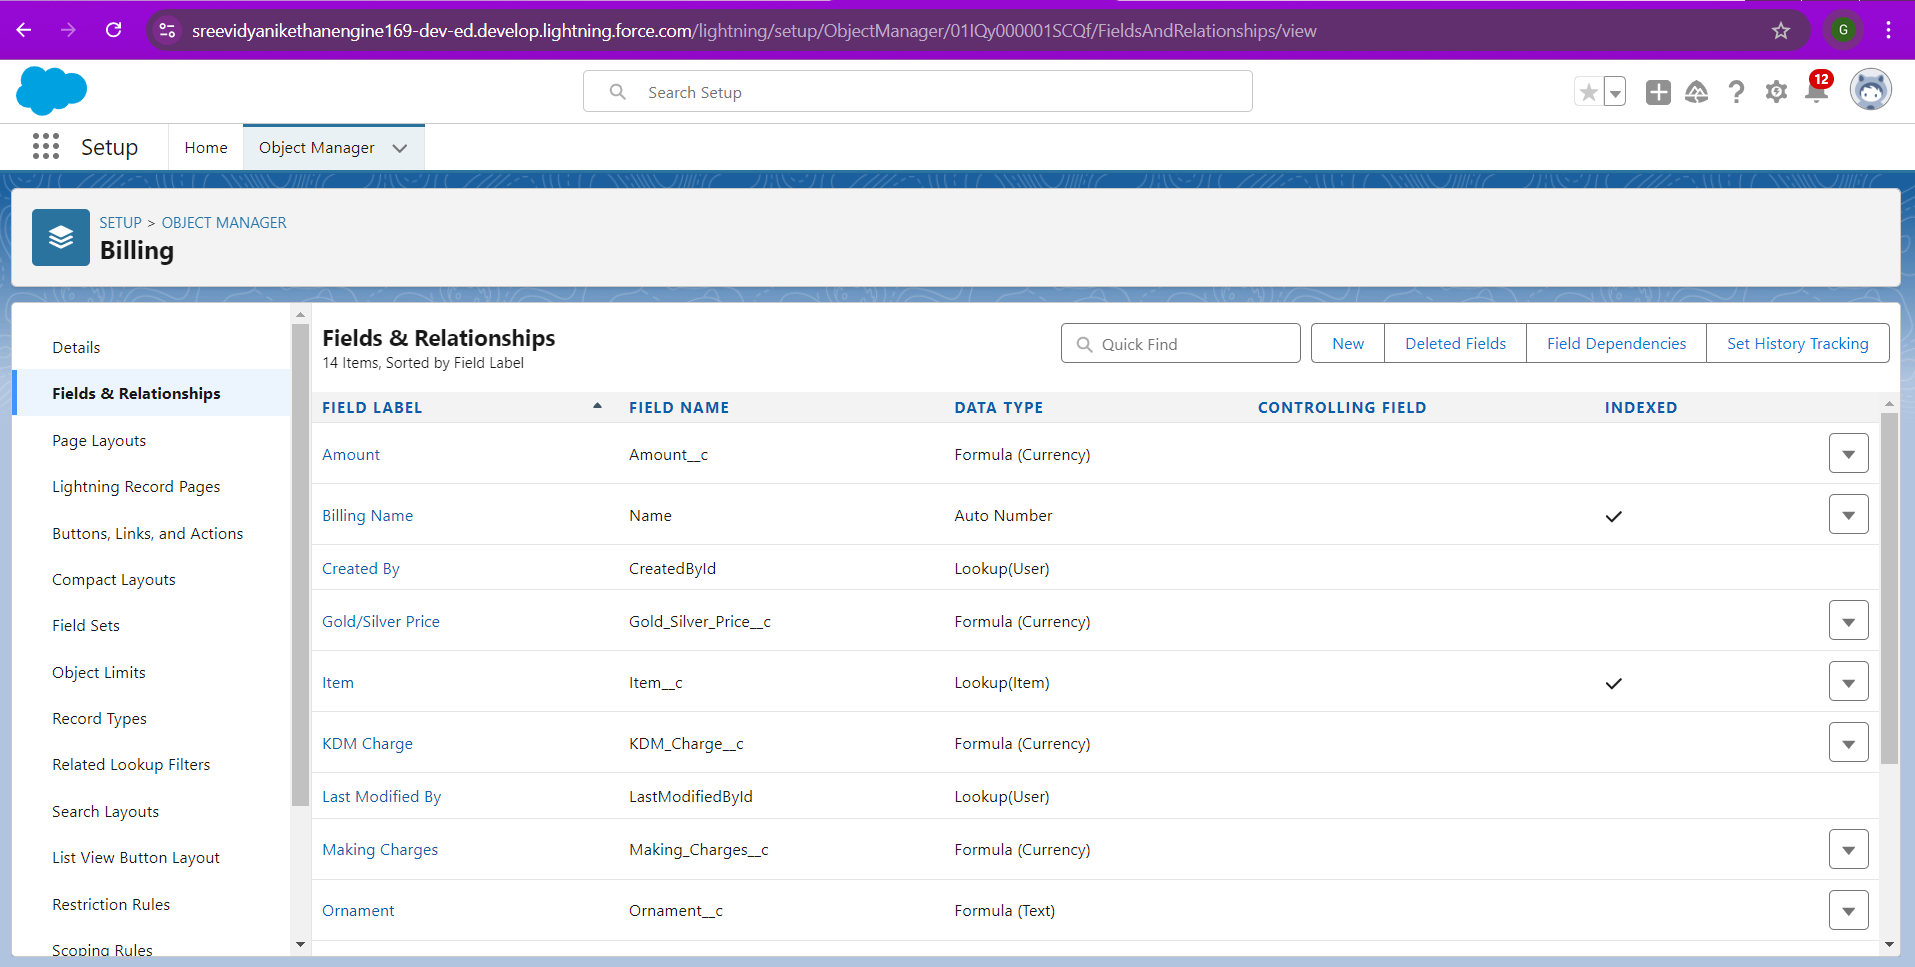 sreevidyanikethanengine169-dev-ed.develop.lightning.force.com/lightning/setup/ObjectManager/01IQy000001SCQf/FieldsAndRelationships/view
G
Search Setup
12
Setup
Home
Object Manager
SETUP > OBJECT MANAGER
Billing
Details
Fields & Relationships
Page Layouts
Lightning Record Pages
Buttons, Links, and Actions
Compact Layouts
Field Sets
Object Limits
Record Types
Related Lookup Filters
Search Layouts
List View Button Layout
Restriction Rules
Scoping Rules
Fields & Relationships
14 Items, Sorted by Field Label
Quick Find
New
Deleted Fields
Field Dependencies
Set History Tracking
FIELD LABEL FIELD NAME DATA TYPE CONTROLLING FIELD INDEXED
Amount Amount__c Formula (Currency)
Billing Name Name Auto Number
Created By CreatedById Lookup(User)
Gold/Silver Price Gold_Silver_Price__c Formula (Currency)
Item Item__c Lookup(Item)
KDM Charge KDM_Charge__c Formula (Currency)
Last Modified By LastModifiedById Lookup(User)
Making Charges Making_Charges__c Formula (Currency)
Ornament Ornament__c Formula (Text)